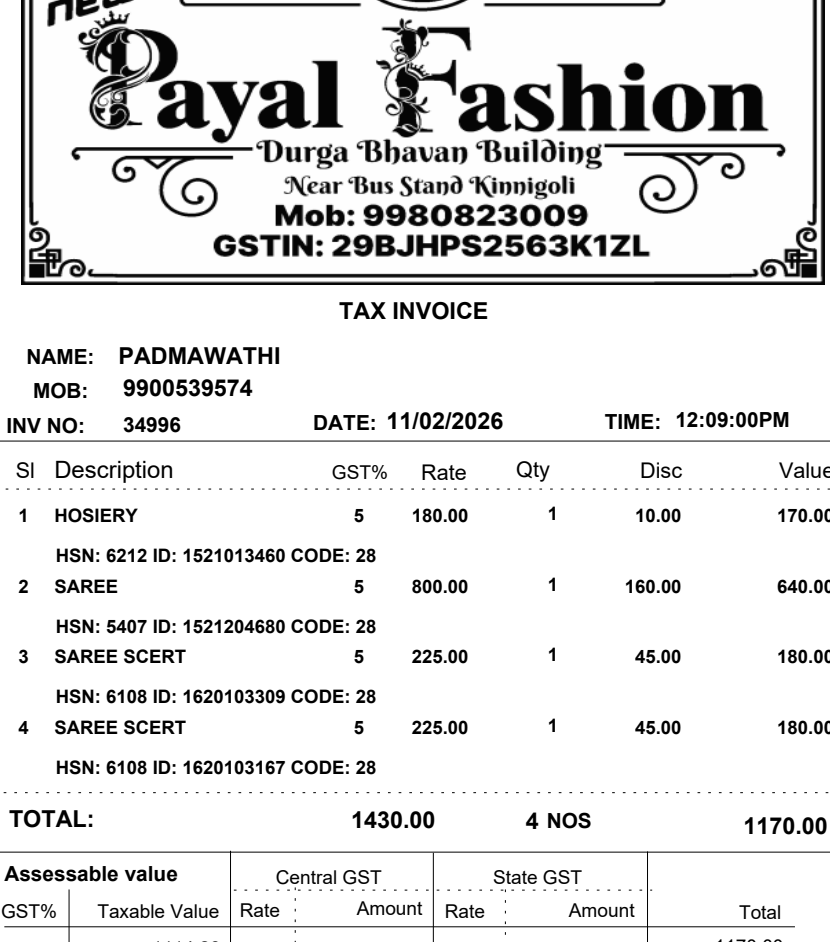 new
Payal Fashion
Durga Bhavan Building
Near Bus Stand Kinnigoli
Mob: 9980823009
GSTIN: 29BJHPS2563K1ZL
TAX INVOICE
NAME: PADMAWATHI
MOB: 9900539574
INV NO: 34996 DATE: 11/02/2026 TIME: 12:09:00PM
Sl Description GST% Rate Qty Disc Value
1 HOSIERY 5 180.00 1 10.00 170.00
HSN: 6212 ID: 1521013460 CODE: 28
2 SAREE 5 800.00 1 160.00 640.00
HSN: 5407 ID: 1521204680 CODE: 28
3 SAREE SCERT 5 225.00 1 45.00 180.00
HSN: 6108 ID: 1620103309 CODE: 28
4 SAREE SCERT 5 225.00 1 45.00 180.00
HSN: 6108 ID: 1620103167 CODE: 28
TOTAL: 1430.00 4 NOS 1170.00
Assessable value Central GST State GST
GST% Taxable Value Rate Amount Rate Amount Total
1170.00